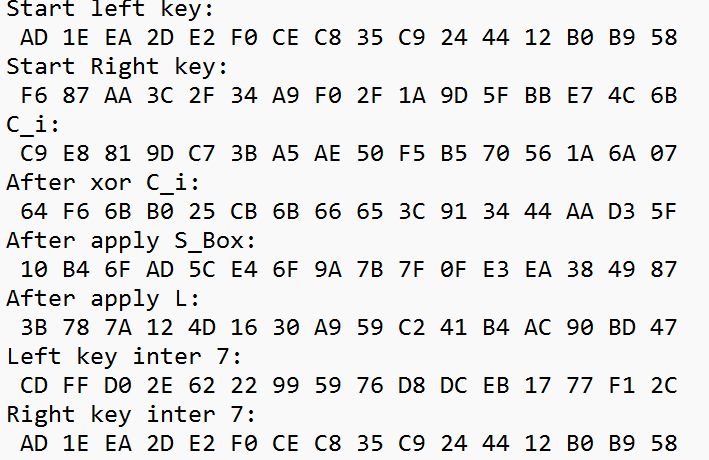 Start left key:
AD 1E EA 2D E2 F0 CE C8 35 C9 24 44 12 B0 B9 58
Start Right key:
F6 87 AA 3C 2F 34 A9 F0 2F 1A 9D 5F BB E7 4C 6B
C_i:
C9 E8 81 9D C7 3B A5 AE 50 F5 B5 70 56 1A 6A 07
After xor C_i:
64 F6 6B B0 25 CB 6B 66 65 3C 91 34 44 AA D3 5F
After apply S_Box:
10 B4 6F AD 5C E4 6F 9A 7B 7F 0F E3 EA 38 49 87
After apply L:
3B 78 7A 12 4D 16 30 A9 59 C2 41 B4 AC 90 BD 47
Left key inter 7:
CD FF D0 2E 62 22 99 59 76 D8 DC EB 17 77 F1 2C
Right key inter 7:
AD 1E EA 2D E2 F0 CE C8 35 C9 24 44 12 B0 B9 58